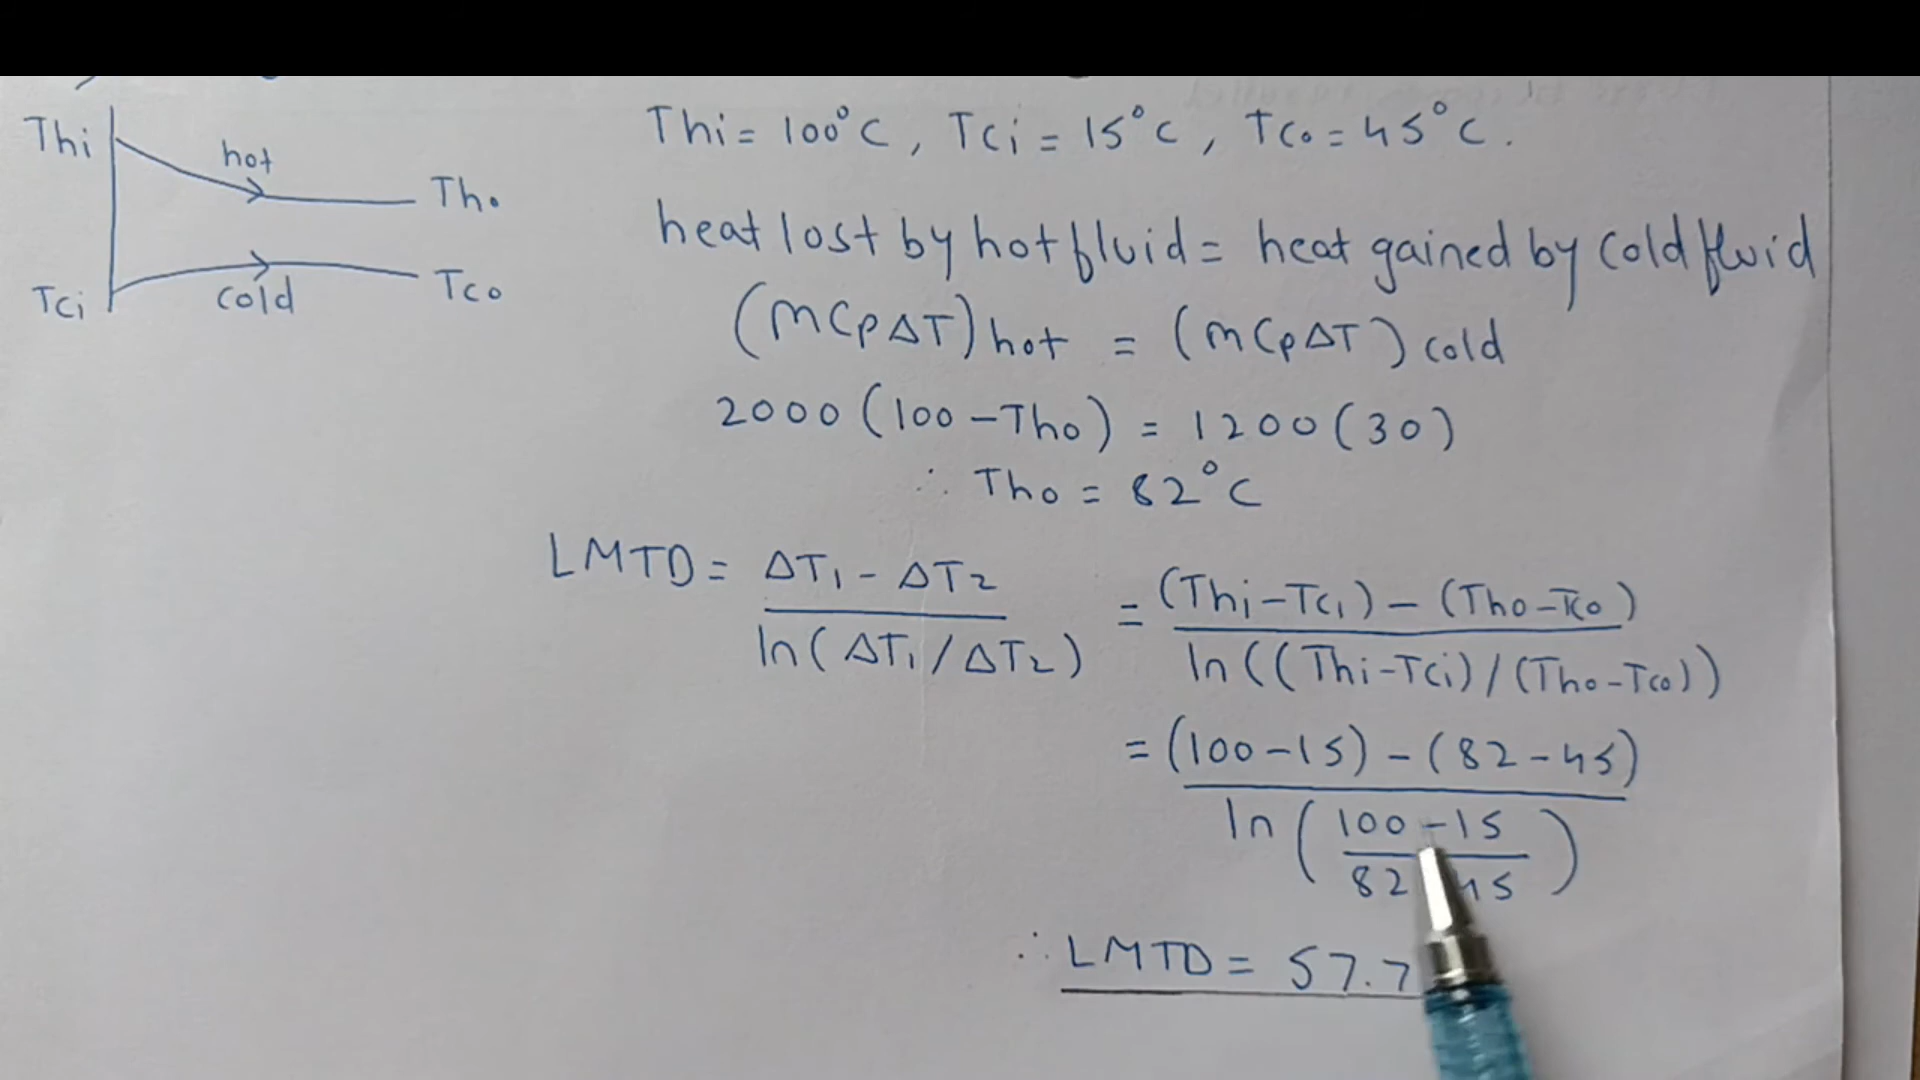 Thi
hot
Tho
Tci
cold
Tco
Thi = 100°C, Tci = 15°C, Tco = 45°C.
heat lost by hot fluid = heat gained by cold fluid
(mCpΔT)hot = (mCpΔT)cold
2000(100-Tho) = 1200(30)
∴ Tho = 82°C
LMTD = ΔT1 - ΔT2 / ln(ΔT1/ΔT2) = (Thi-Tci) - (Tho-Tco) / ln((Thi-Tci)/(Tho-Tco))
= (100-15) - (82-45) / ln(100-15 / 82 45)
∴ LMTD = 57.7